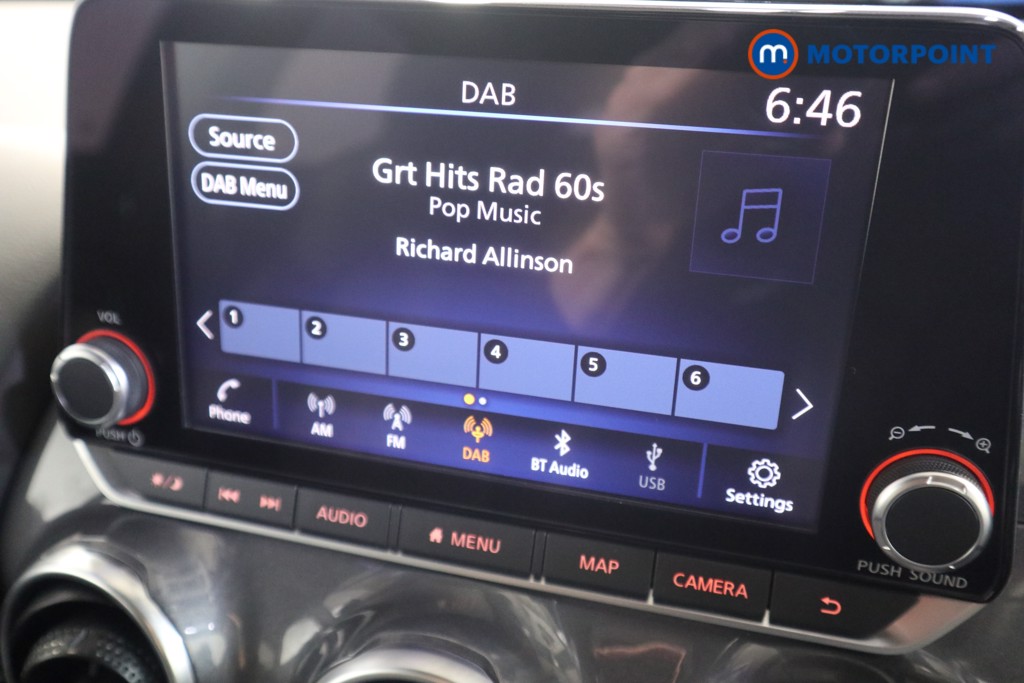 m MOTORPOINT
DAB
6:46
Source
DAB Menu
Grt Hits Rad 60s
Pop Music
Richard Allinson
1 2 3 4 5 6
VOL
PUSH
Phone
AM
FM
DAB
BT Audio
USB
Settings
AUDIO
MENU
MAP
CAMERA
PUSH SOUND